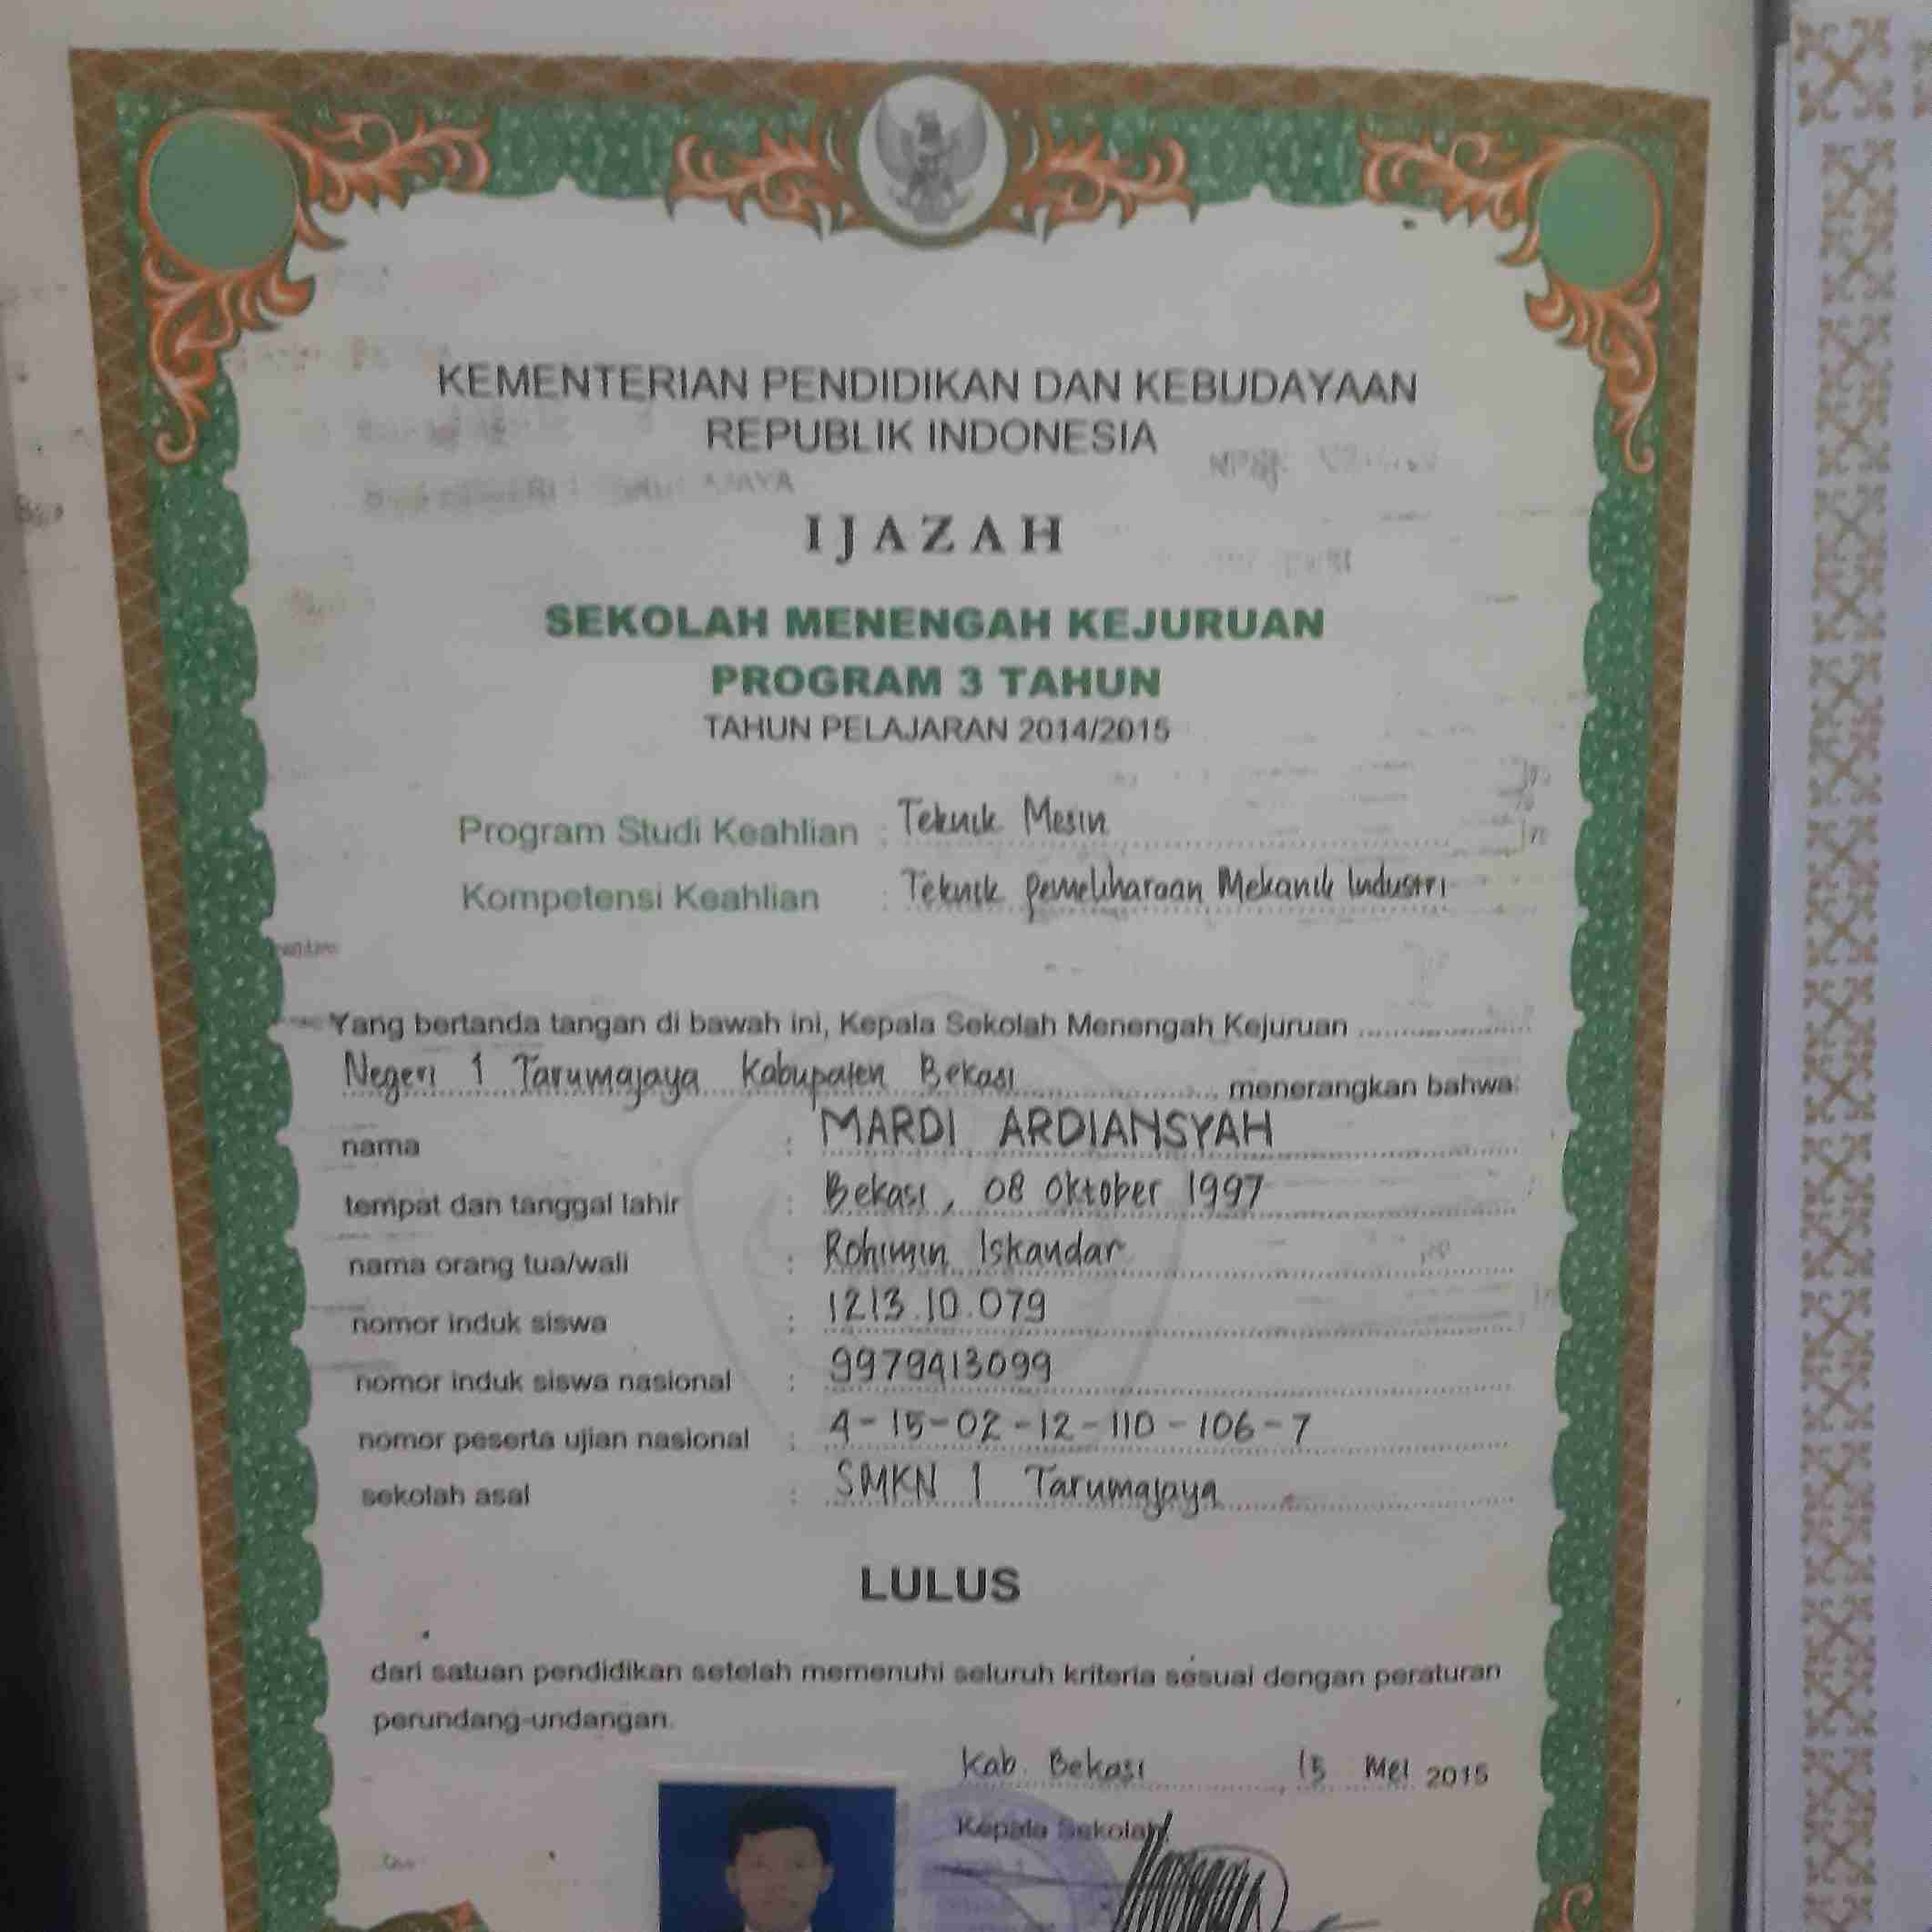 KEMENTERIAN PENDIDIKAN DAN KEBUDAYAAN
REPUBLIK INDONESIA
IJAZAH
SEKOLAH MENENGAH KEJURUAN
PROGRAM 3 TAHUN
TAHUN PELAJARAN 2014/2015
Program Studi Keahlian : Teknik Mesin
Kompetensi Keahlian : Teknik pemeliharaan Mekanik Industri
Yang bertanda tangan di bawah ini, Kepala Sekolah Menengah Kejuruan
Negeri 1 Tarumajaya Kabupaten Bekasi menerangkan bahwa:
nama : MARDI ARDIANSYAH
tempat dan tanggal lahir : Bekasi, 08 Oktober 1997
nama orang tua/wali : Rohimin Iskandar
nomor induk siswa : 1213.10.079
nomor induk siswa nasional : 9979413099
nomor peserta ujian nasional : 4-15-02-12-110-106-7
sekolah asal : SMKN 1 Tarumajaya
LULUS
dari satuan pendidikan setelah memenuhi seluruh kriteria sesuai dengan peraturan
perundang-undangan.
Kab. Bekasi, 15 Mei 2015
Kepala Sekolah,